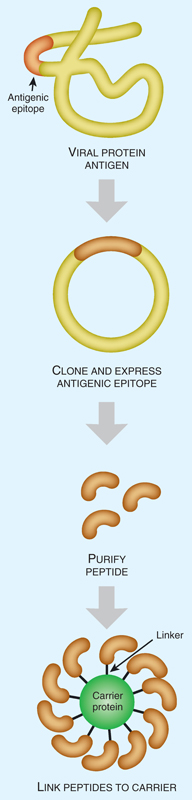 Antigenic
epitope
VIRAL PROTEIN
ANTIGEN
CLONE AND EXPRESS
ANTIGENIC EPITOPE
PURIFY
PEPTIDE
Linker
Carrier
protein
LINK PEPTIDES TO CARRIER